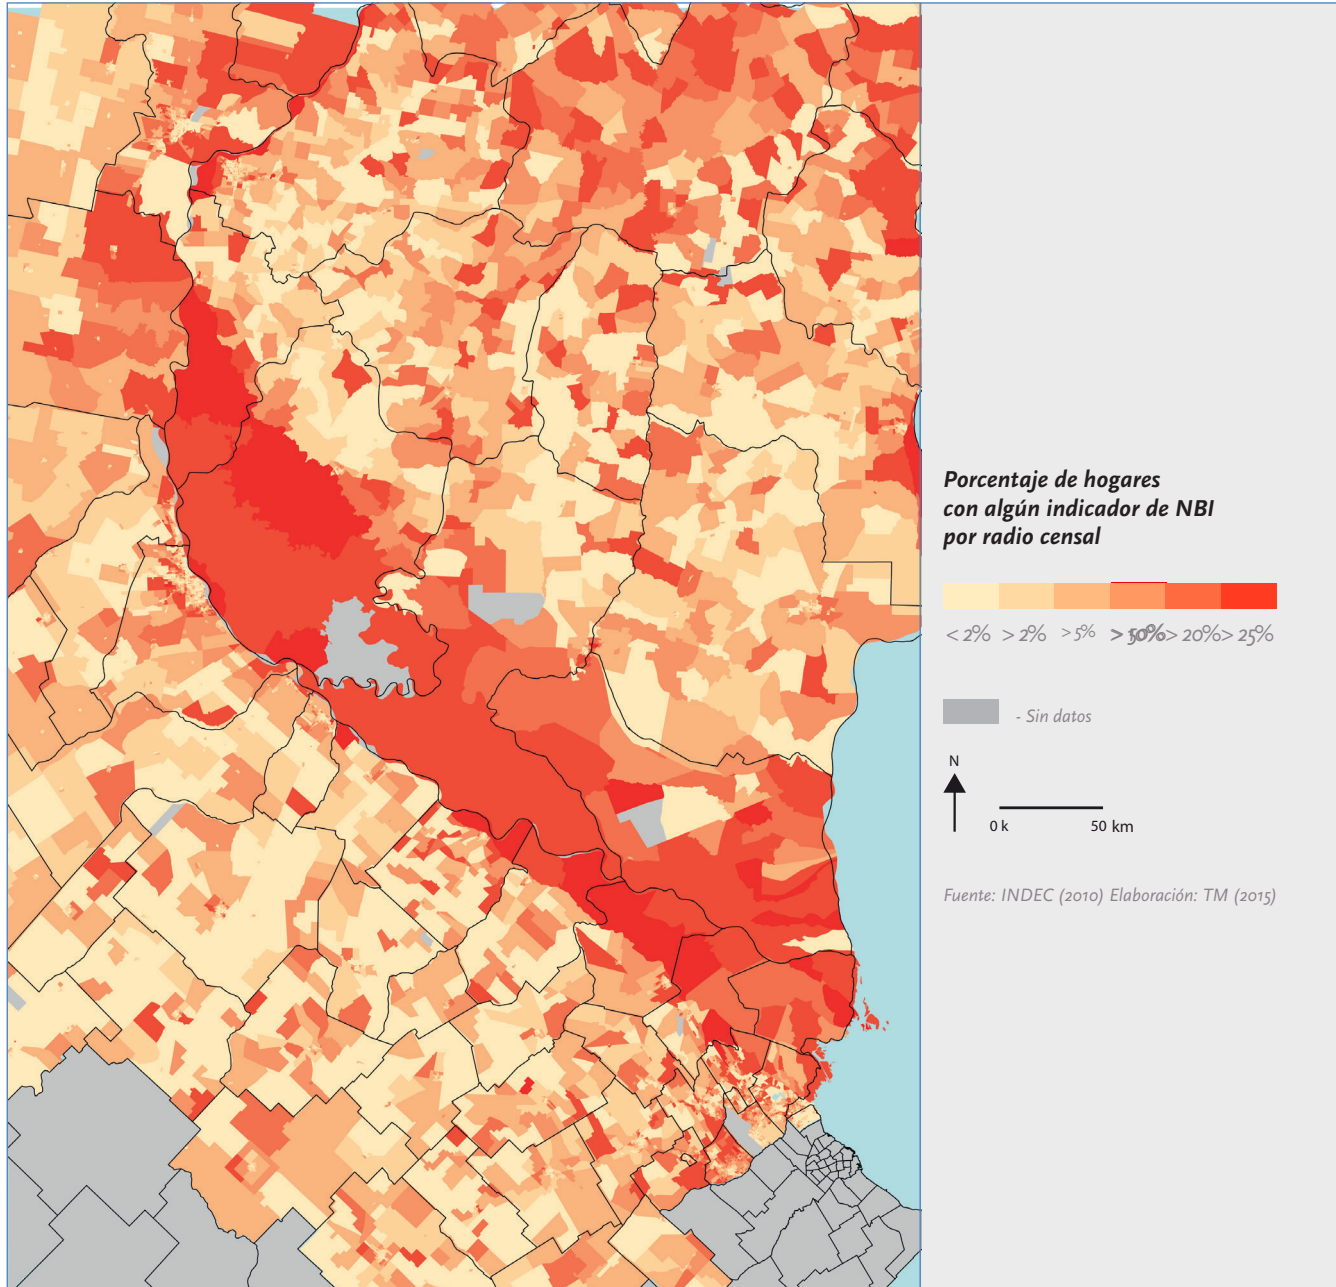 Porcentaje de hogares
con algún indicador de NBI
por radio censal
< 2% > 2% > 5% > 20% > 25%
- Sin datos
N
0 k 50 km
Fuente: INDEC (2010) Elaboración: TM (2015)